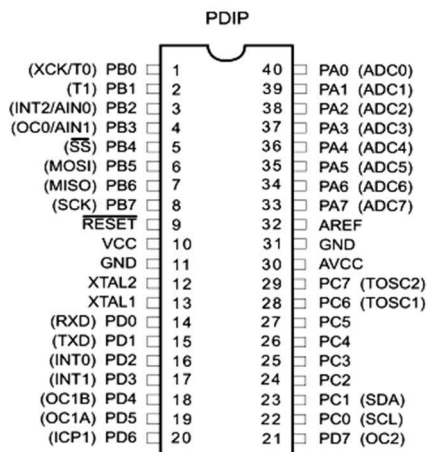 PDIP
(XCK/T0) PB0 1 40 PA0 (ADC0)
(T1) PB1 2 39 PA1 (ADC1)
(INT2/AIN0) PB2 3 38 PA2 (ADC2)
(OC0/AIN1) PB3 4 37 PA3 (ADC3)
(S̅S̅) PB4 5 36 PA4 (ADC4)
(MOSI) PB5 6 35 PA5 (ADC5)
(MISO) PB6 7 34 PA6 (ADC6)
(SCK) PB7 8 33 PA7 (ADC7)
R̅E̅S̅E̅T̅ 9 32 AREF
VCC 10 31 GND
GND 11 30 AVCC
XTAL2 12 29 PC7 (TOSC2)
XTAL1 13 28 PC6 (TOSC1)
(RXD) PD0 14 27 PC5
(TXD) PD1 15 26 PC4
(INT0) PD2 16 25 PC3
(INT1) PD3 17 24 PC2
(OC1B) PD4 18 23 PC1 (SDA)
(OC1A) PD5 19 22 PC0 (SCL)
(ICP1) PD6 20 21 PD7 (OC2)